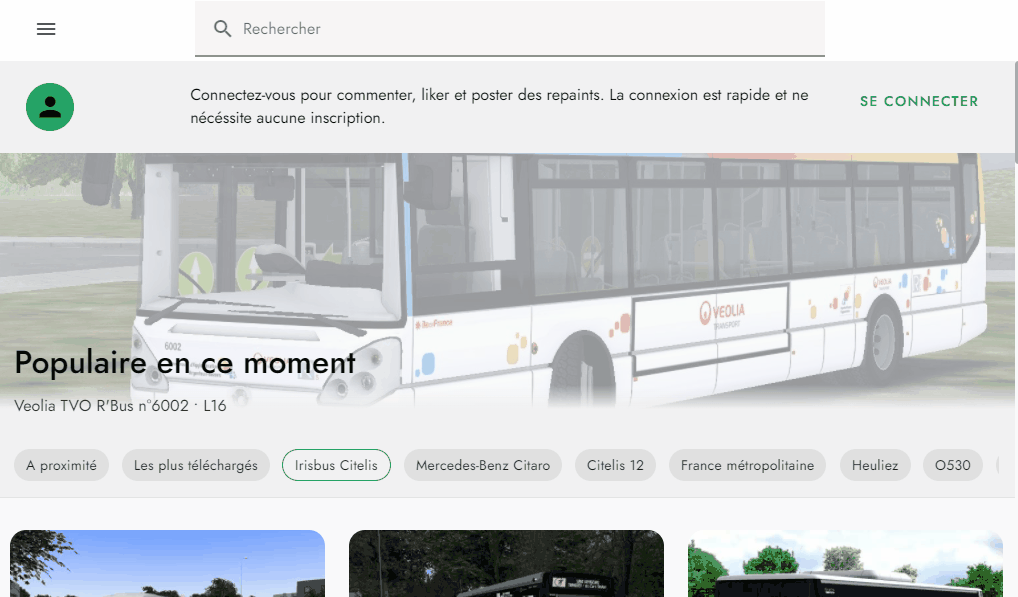 Rechercher
Connectez-vous pour commenter, liker et poster des repaints. La connexion est rapide et ne
nécéssite aucune inscription.
SE CONNECTER
VEOLIA
TRANSPORT
6002
Populaire en ce moment
Veolia TVO R'Bus n°6002 · L16
A proximité
Les plus téléchargés
Irisbus Citelis
Mercedes-Benz Citaro
Citelis 12
France métropolitaine
Heuliez
O530